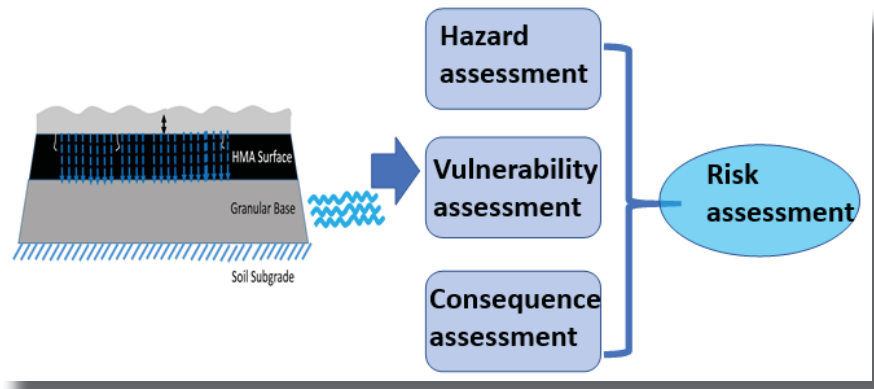 HMA Surface
Granular Base
Soil Subgrade
Hazard
assessment
Vulnerability
assessment
Consequence
assessment
Risk
assessment